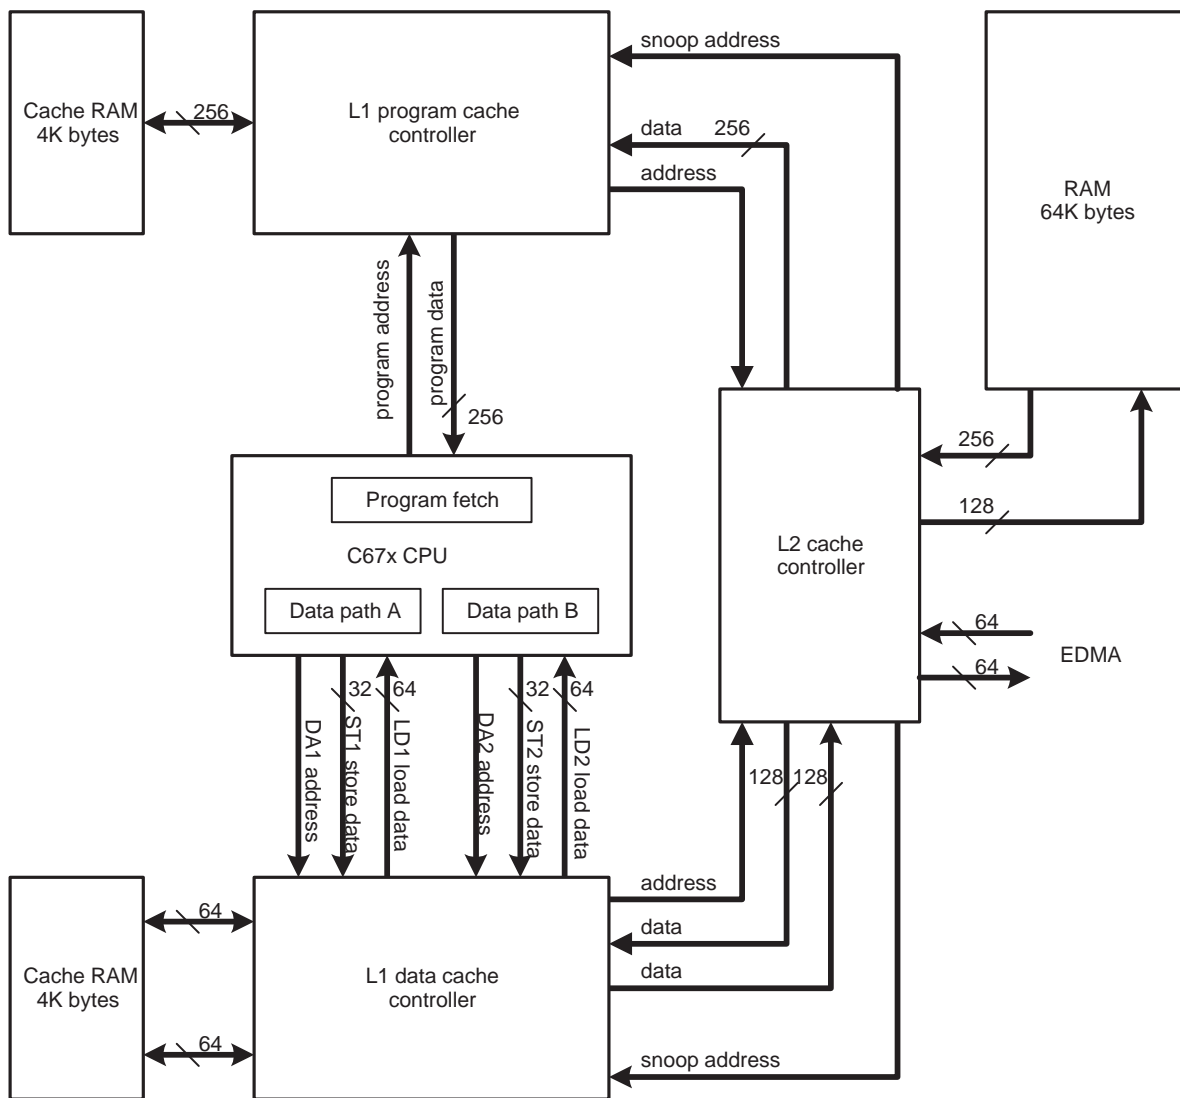 snoop address
Cache RAM
4K bytes
256
L1 program cache
controller
data
256
address
RAM
64K bytes
program address
program data
256
Program fetch
C67x CPU
Data path A
Data path B
256
128
L2 cache
controller
64
64
EDMA
32
64
32
64
DA1 address
ST1 store data
LD1 load data
DA2 address
ST2 store data
LD2 load data
128
128
address
data
data
Cache RAM
4K bytes
64
64
L1 data cache
controller
snoop address